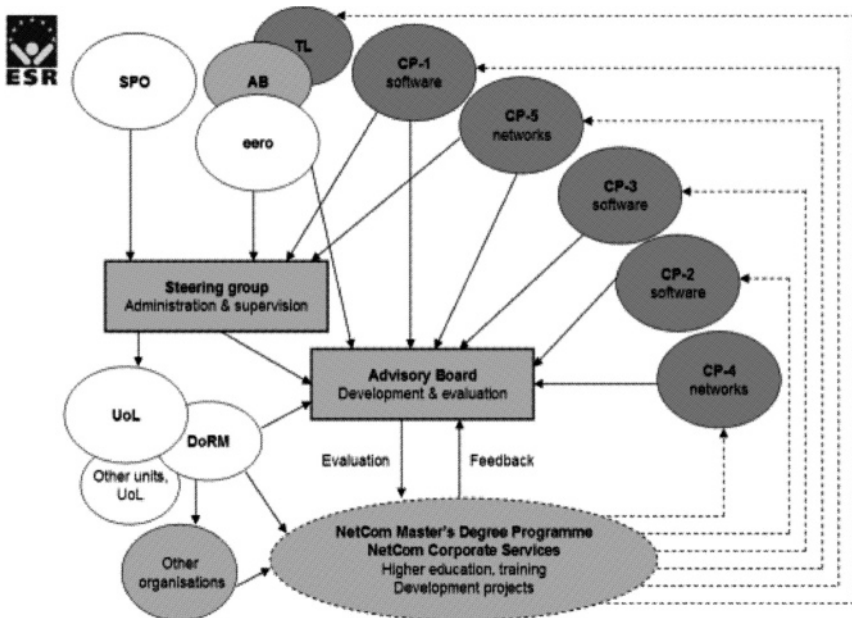 ESR
TL
SPO
AB
eero
CP-1
software
CP-5
networks
CP-3
software
CP-2
software
CP-4
networks
Steering group
Administration & supervision
Advisory Board
Development & evaluation
UoL
DoRM
Other units,
UoL
Evaluation
Feedback
Other
organisations
NetCom Master's Degree Programme
NetCom Corporate Services
Higher education, training
Development projects